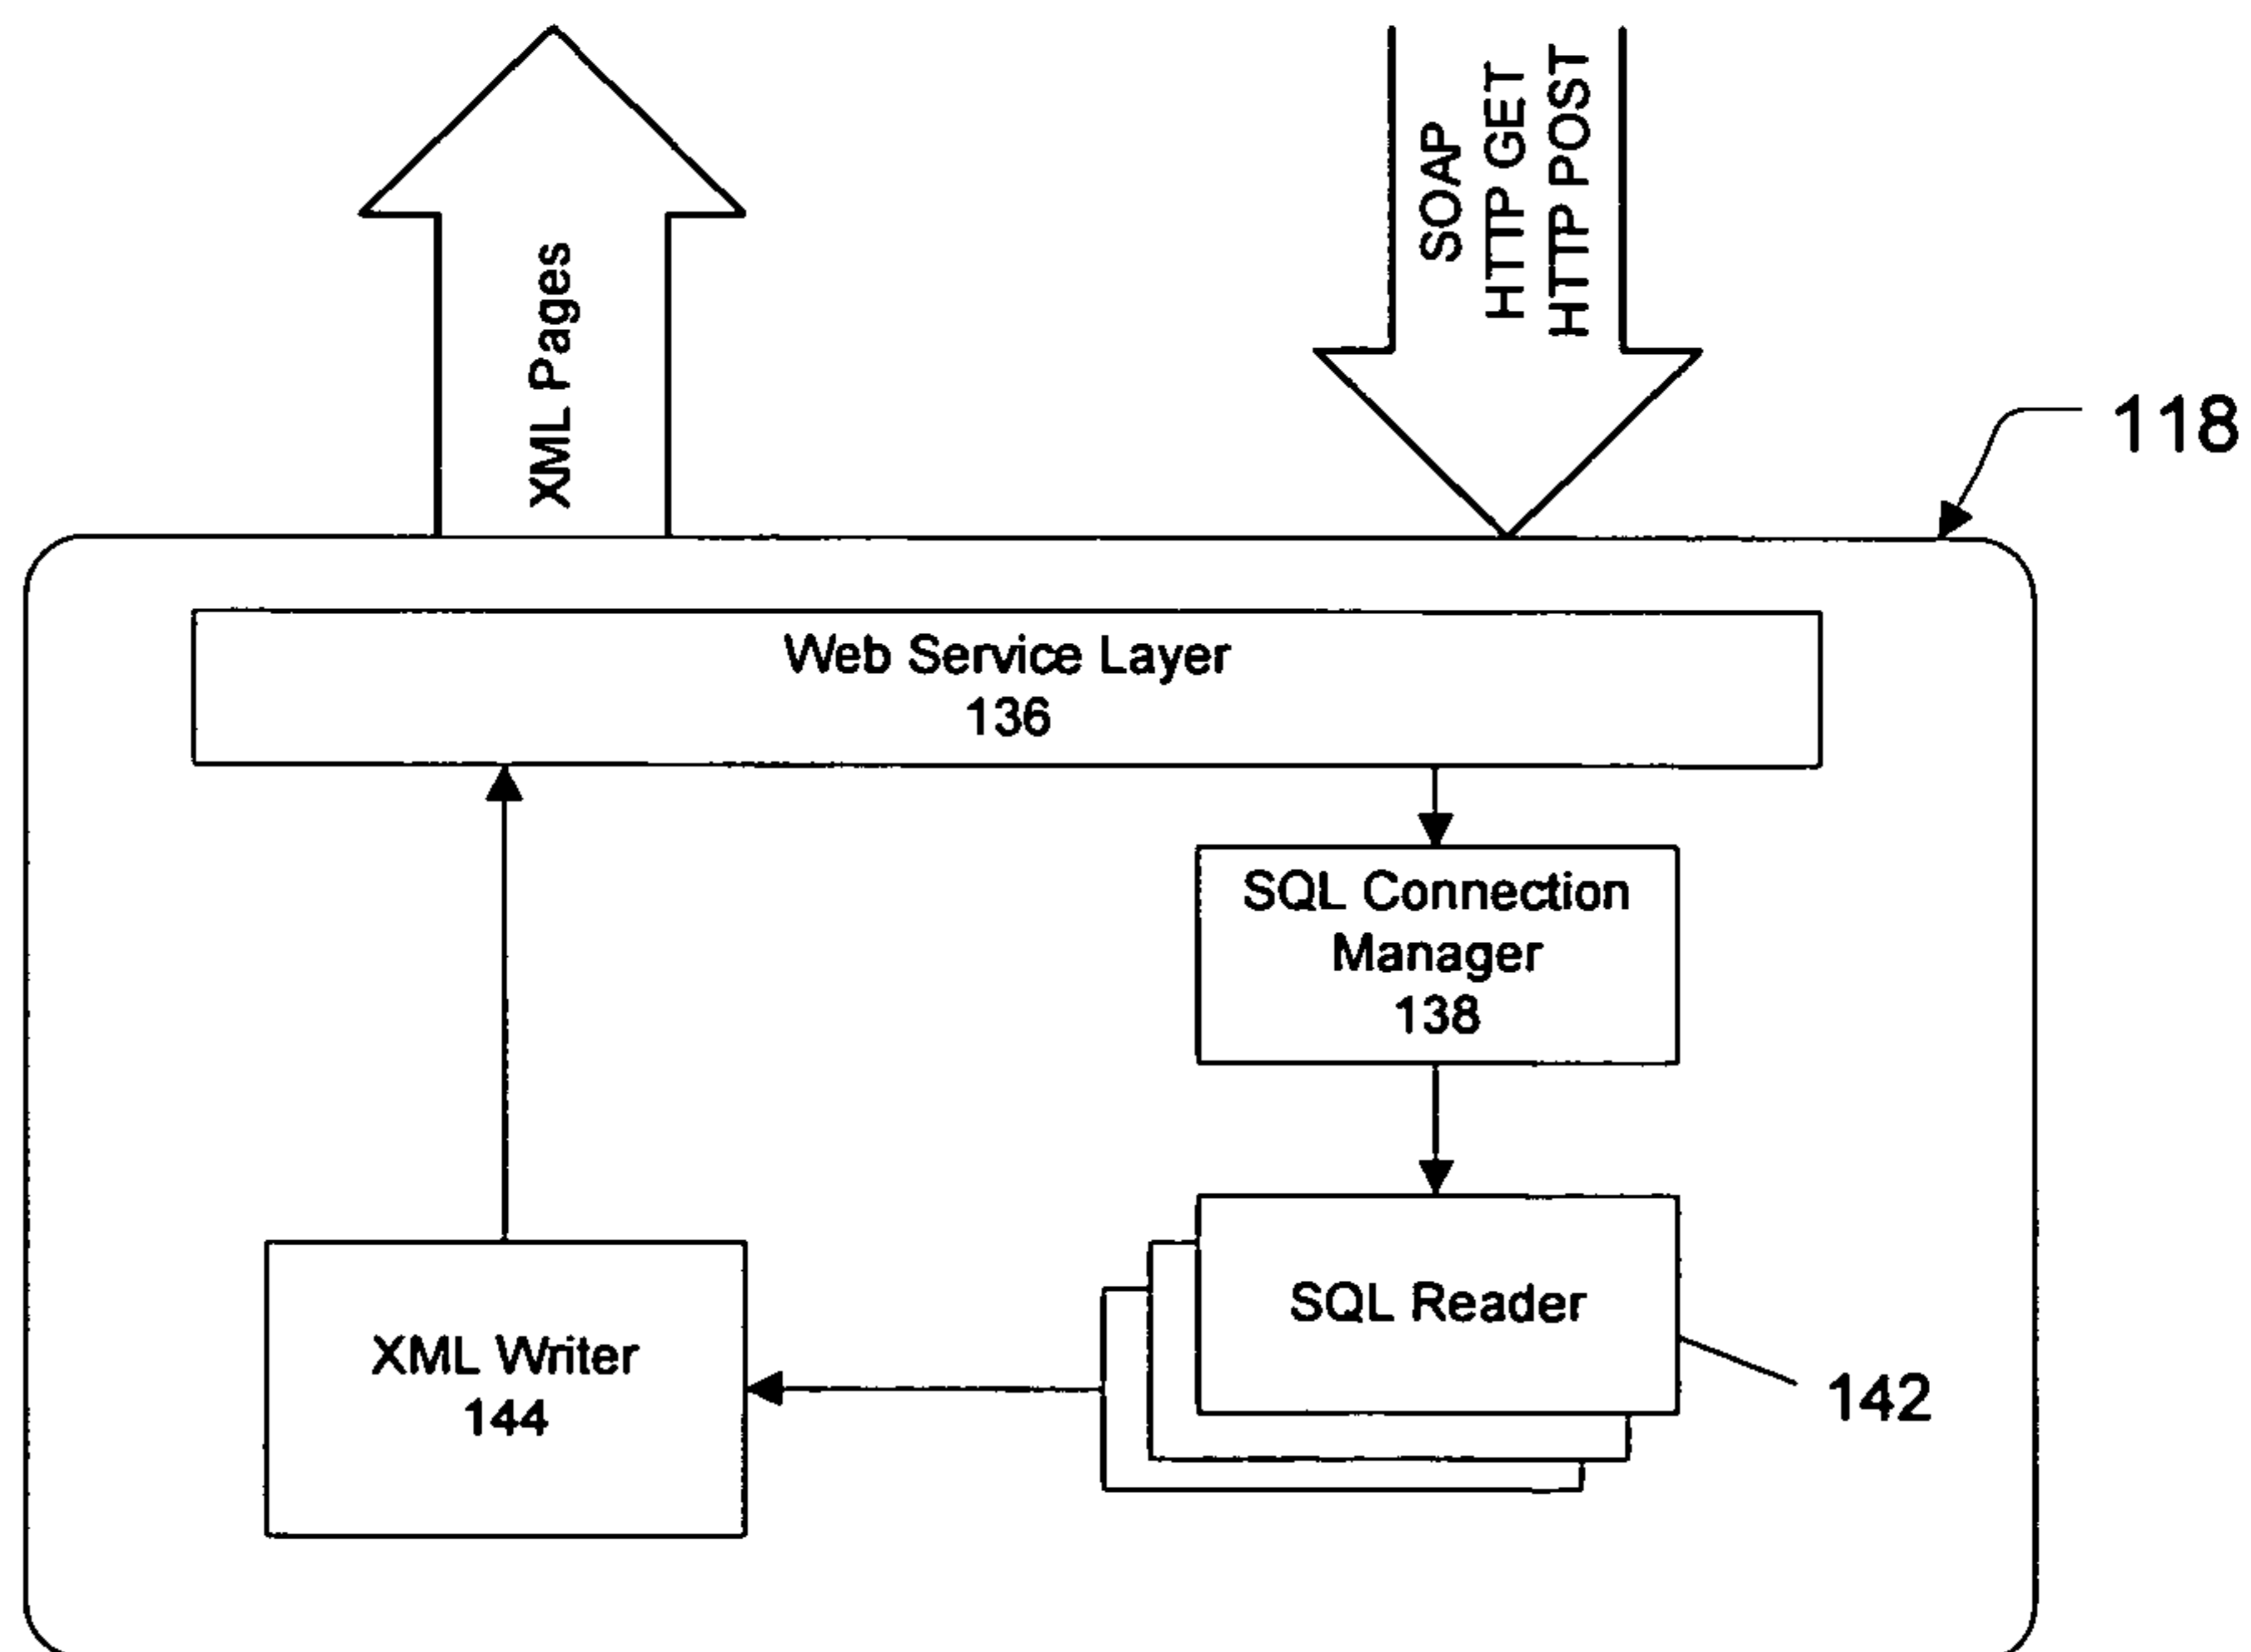 XML Pages
SOAP
HTTP GET
HTTP POST
118
Web Service Layer
136
SQL Connection
Manager
138
SQL Reader
142
XML Writer
144